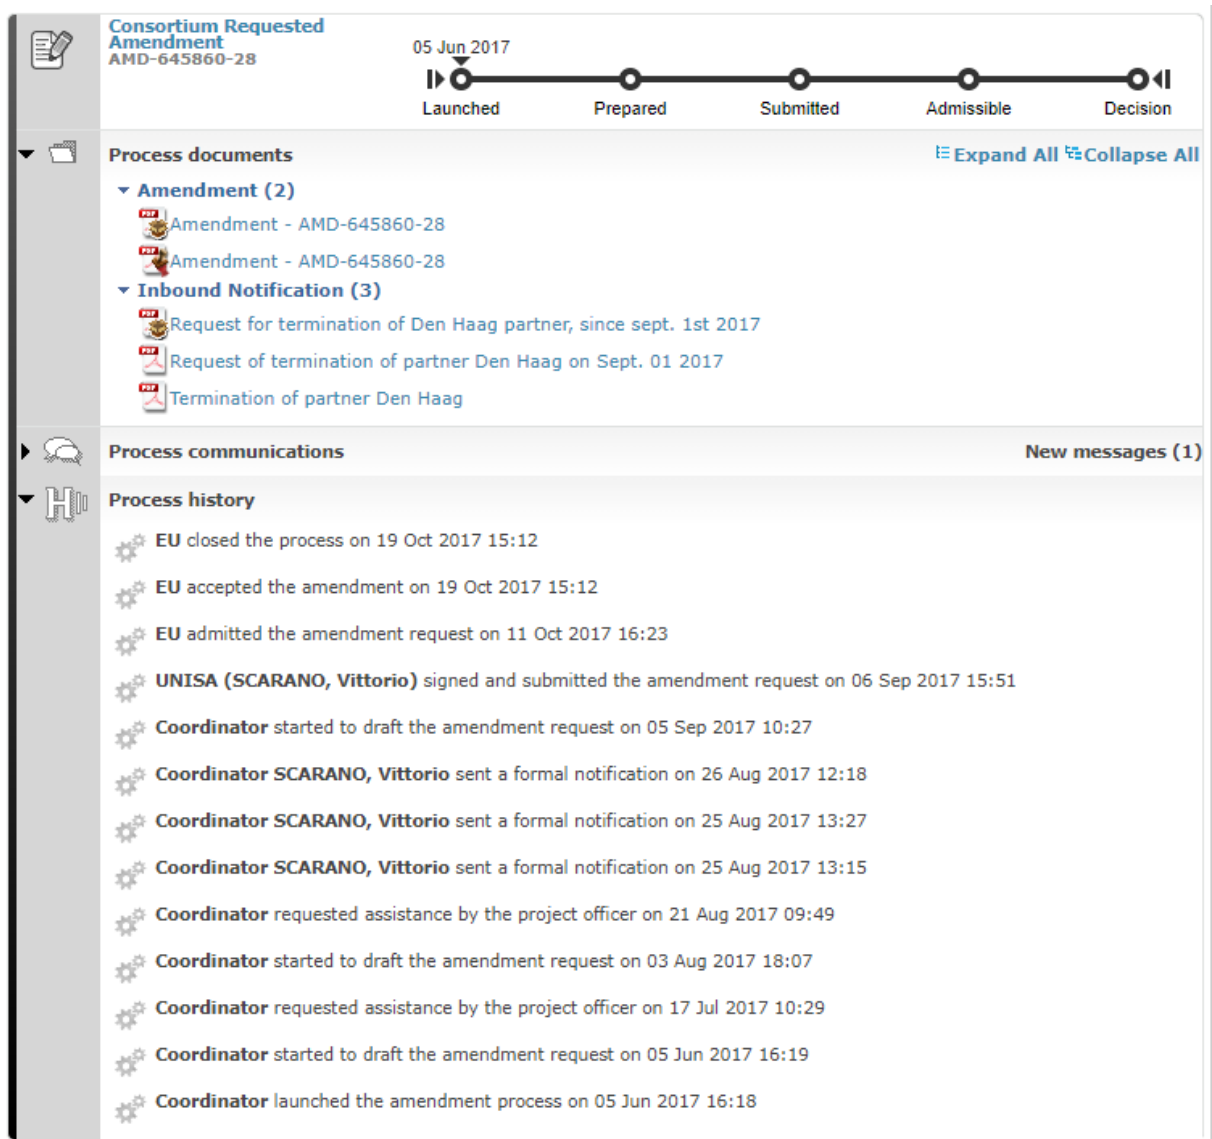 Consortium Requested
Amendment
AMD-645860-28
05 Jun 2017
Launched Prepared Submitted Admissible Decision
Process documents Expand All Collapse All
Amendment (2)
PDF Amendment - AMD-645860-28
PDF Amendment - AMD-645860-28
Inbound Notification (3)
PDF Request for termination of Den Haag partner, since sept. 1st 2017
PDF Request of termination of partner Den Haag on Sept. 01 2017
PDF Termination of partner Den Haag
Process communications New messages (1)
H Process history
EU closed the process on 19 Oct 2017 15:12
EU accepted the amendment on 19 Oct 2017 15:12
EU admitted the amendment request on 11 Oct 2017 16:23
UNISA (SCARANO, Vittorio) signed and submitted the amendment request on 06 Sep 2017 15:51
Coordinator started to draft the amendment request on 05 Sep 2017 10:27
Coordinator SCARANO, Vittorio sent a formal notification on 26 Aug 2017 12:18
Coordinator SCARANO, Vittorio sent a formal notification on 25 Aug 2017 13:27
Coordinator SCARANO, Vittorio sent a formal notification on 25 Aug 2017 13:15
Coordinator requested assistance by the project officer on 21 Aug 2017 09:49
Coordinator started to draft the amendment request on 03 Aug 2017 18:07
Coordinator requested assistance by the project officer on 17 Jul 2017 10:29
Coordinator started to draft the amendment request on 05 Jun 2017 16:19
Coordinator launched the amendment process on 05 Jun 2017 16:18